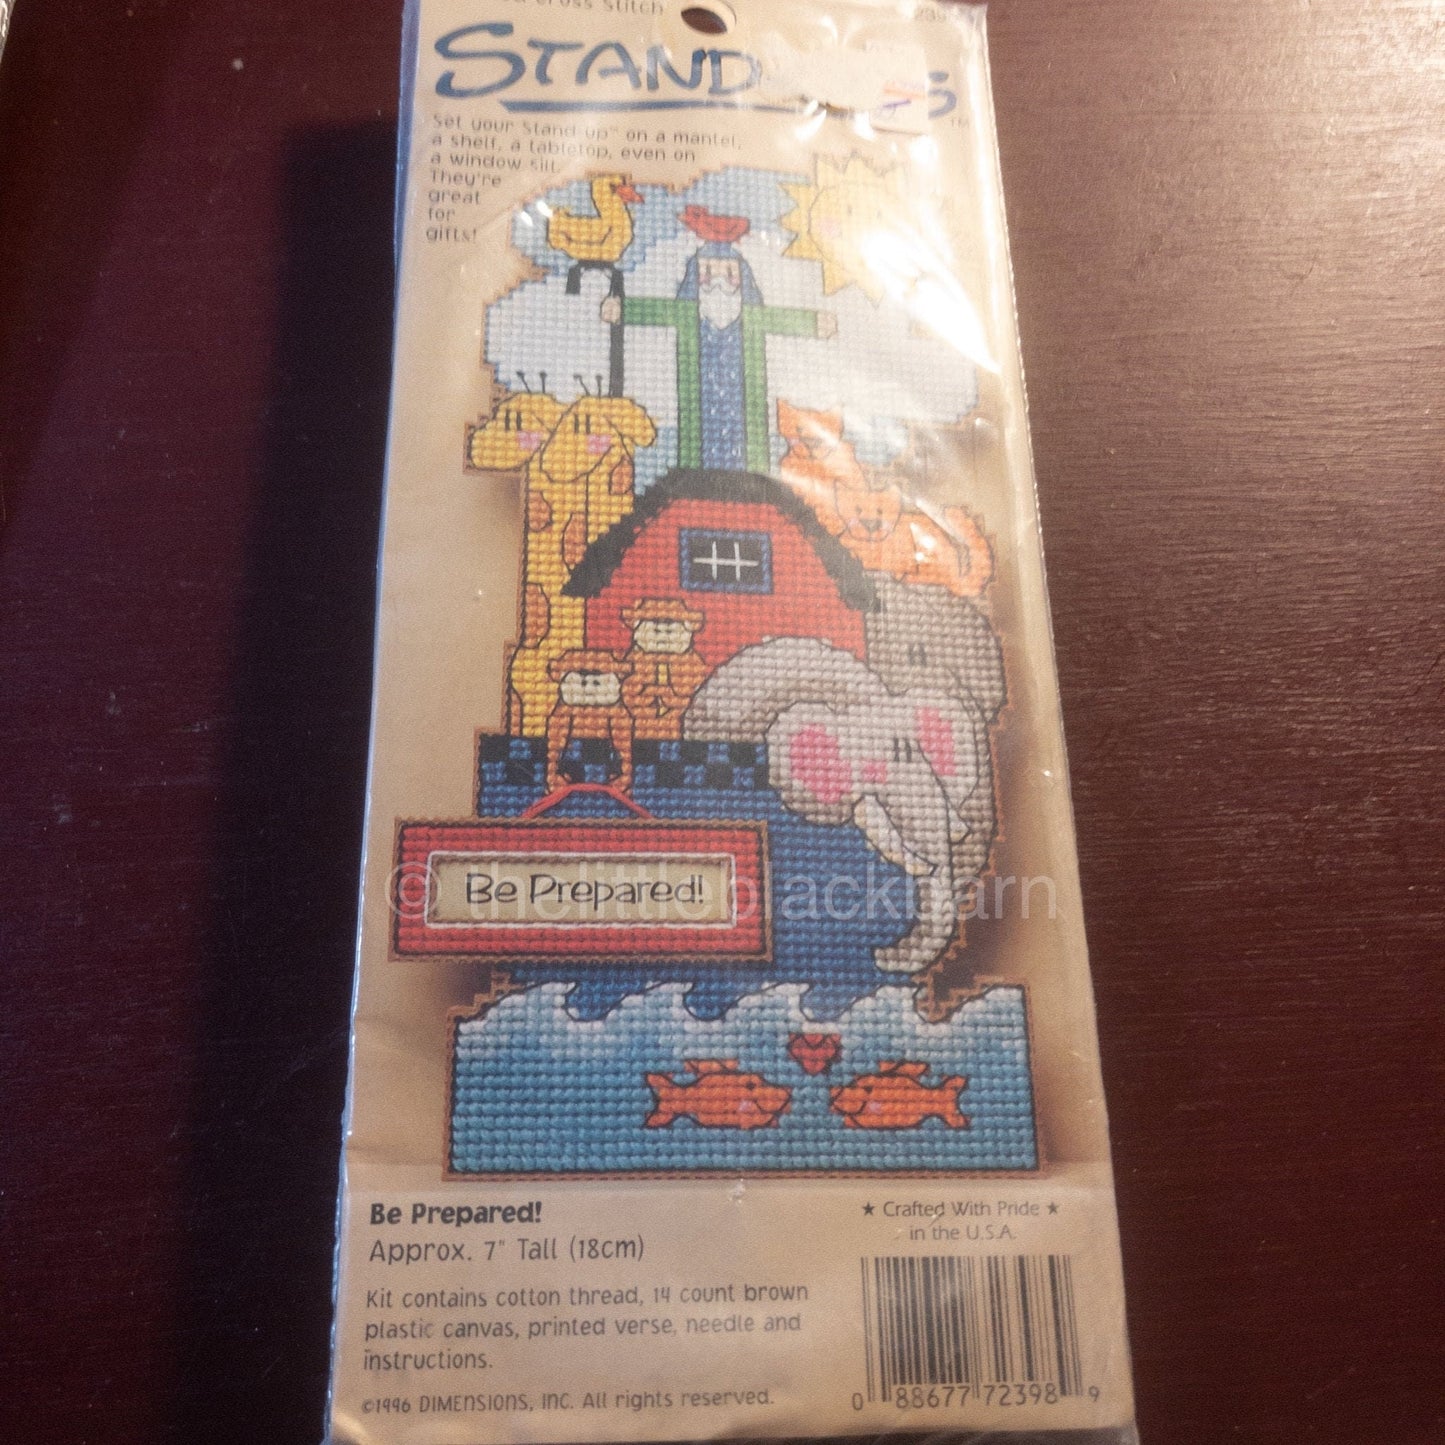 Cross Stitch
STAND
S™
Set your Stand-up™ on a mantel,
a shelf, a tabletop, even on
a window sill.
They're
great
for
gifts!
Be Prepared!
© thelittleblackbarn
Be Prepared!
Approx. 7" Tall (18cm)
Kit contains cotton thread, 14 count brown
plastic canvas, printed verse, needle and
instructions.
©1996 DIMENSIONS, INC. All rights reserved.
★ Crafted With Pride ★
in the U.S.A.
0 88677 72398 9